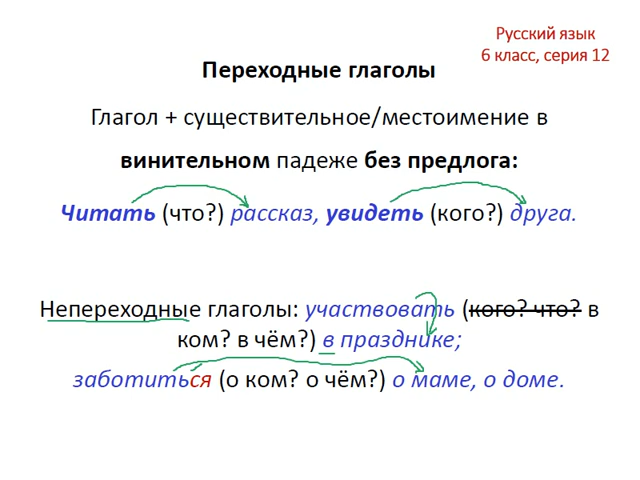 Русский язык
6 класс, серия 12
Переходные глаголы
Глагол + существительное/местоимение в
винительном падеже без предлога:
Читать (что?) рассказ, увидеть (кого?) друга.
Непереходные глаголы: участвовать (кого? что? в
ком? в чём?) в празднике;
заботиться (о ком? о чём?) о маме, о доме.